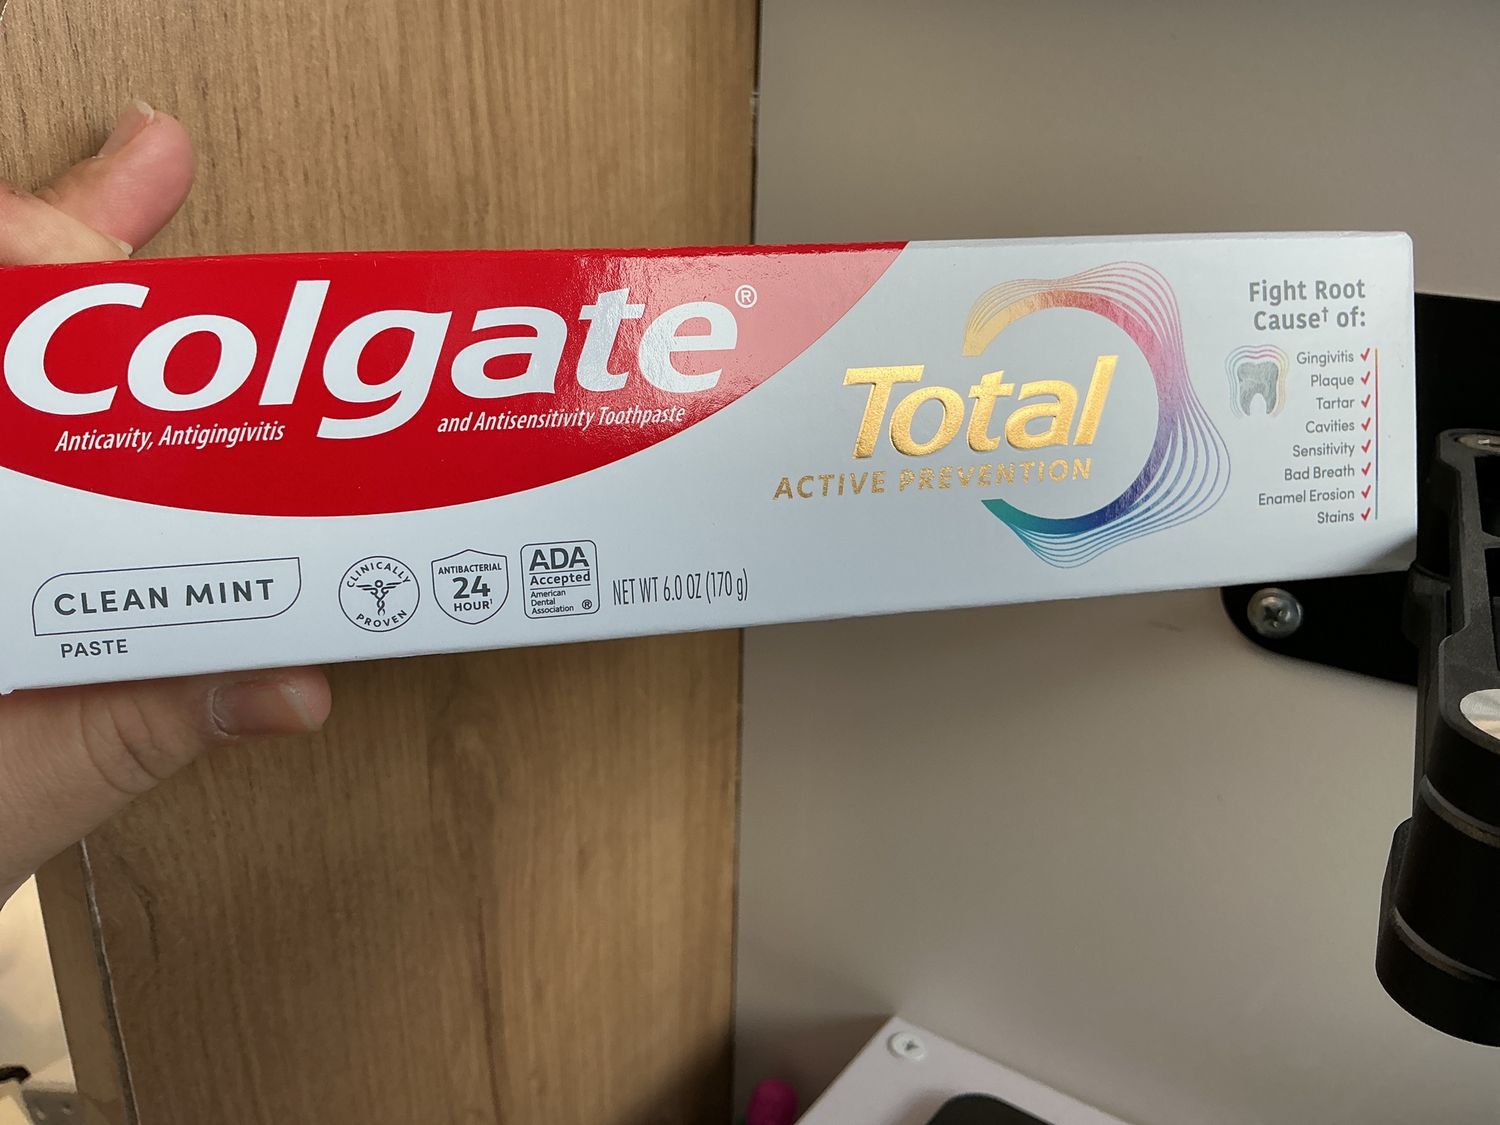 Colgate®
Anticavity, Antigingivitis
and Antisensitivity Toothpaste
Total
ACTIVE PREVENTION
Fight Root
Cause† of:
Gingivitis ✓
Plaque ✓
Tartar ✓
Cavities ✓
Sensitivity ✓
Bad Breath ✓
Enamel Erosion ✓
Stains ✓
CLEAN MINT
PASTE
CLINICALLY
PROVEN
ANTIBACTERIAL
24
HOUR¹
ADA
Accepted
American
Dental
Association ®
NET WT 6.0 OZ (170 g)